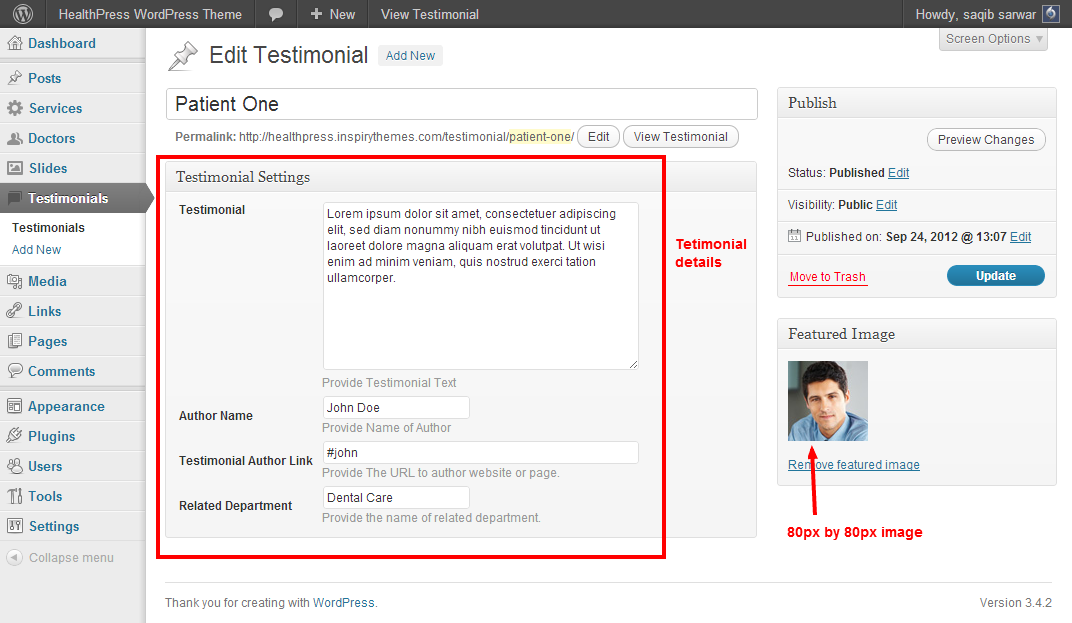 HealthPress WordPress Theme
+ New
View Testimonial
Howdy, saqib sarwar
Screen Options
Dashboard
Posts
Services
Doctors
Slides
Testimonials
Testimonials
Add New
Media
Links
Pages
Comments
Appearance
Plugins
Users
Tools
Settings
Collapse menu
Edit Testimonial
Add New
Patient One
Permalink: http://healthpress.inspirythemes.com/testimonial/patient-one/ Edit View Testimonial
Testimonial Settings
Testimonial
Lorem ipsum dolor sit amet, consectetuer adipiscing
elit, sed diam nonummy nibh euismod tincidunt ut
laoreet dolore magna aliquam erat volutpat. Ut wisi
enim ad minim veniam, quis nostrud exerci tation
ullamcorper.
Provide Testimonial Text
Author Name
John Doe
Provide Name of Author
Testimonial Author Link
#john
Provide The URL to author website or page.
Related Department
Dental Care
Provide the name of related department.
Tetimonial
details
Publish
Preview Changes
Status: Published Edit
Visibility: Public Edit
Published on: Sep 24, 2012 @ 13:07 Edit
Move to Trash
Update
Featured Image
Remove featured image
80px by 80px image
Thank you for creating with WordPress.
Version 3.4.2